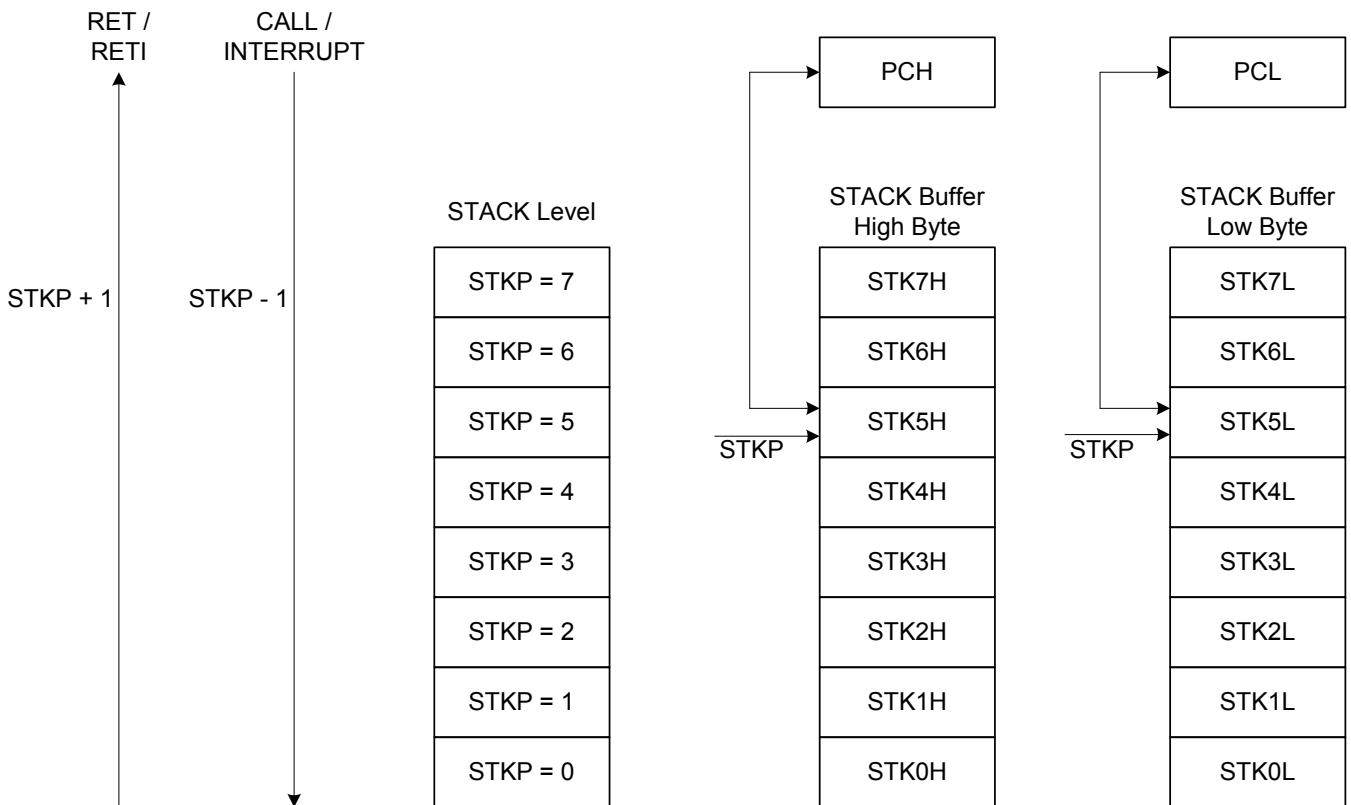 RET /
RETI
CALL /
INTERRUPT
PCH
PCL
STACK Level
STACK Buffer
High Byte
STACK Buffer
Low Byte
STKP + 1
STKP - 1
STKP = 7
STK7H
STK7L
STKP = 6
STK6H
STK6L
STKP = 5
STK5H
STK5L
STKP
STKP
STKP = 4
STK4H
STK4L
STKP = 3
STK3H
STK3L
STKP = 2
STK2H
STK2L
STKP = 1
STK1H
STK1L
STKP = 0
STK0H
STK0L